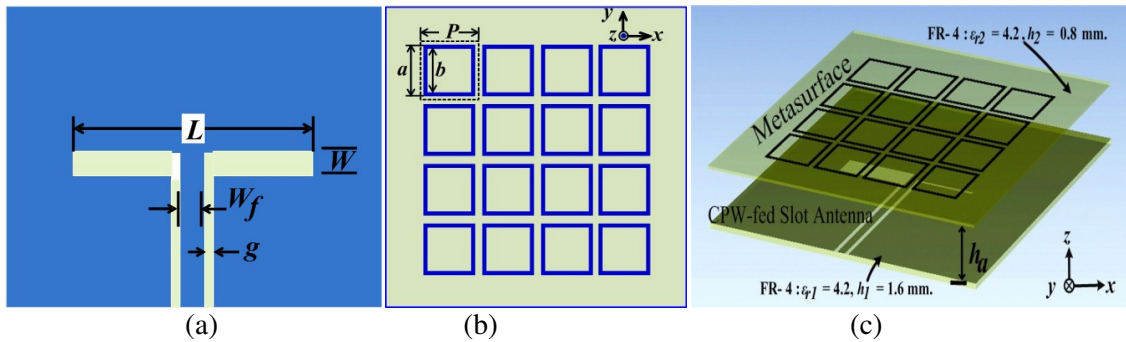 L
W
W_f
g
(a)
P
a
b
y
z
x
(b)
FR-4 : ε_r2 = 4.2, h_2 = 0.8 mm.
Metasurface
CPW-fed Slot Antenna
h_a
FR-4 : ε_r1 = 4.2, h_1 = 1.6 mm.
z
y
x
(c)